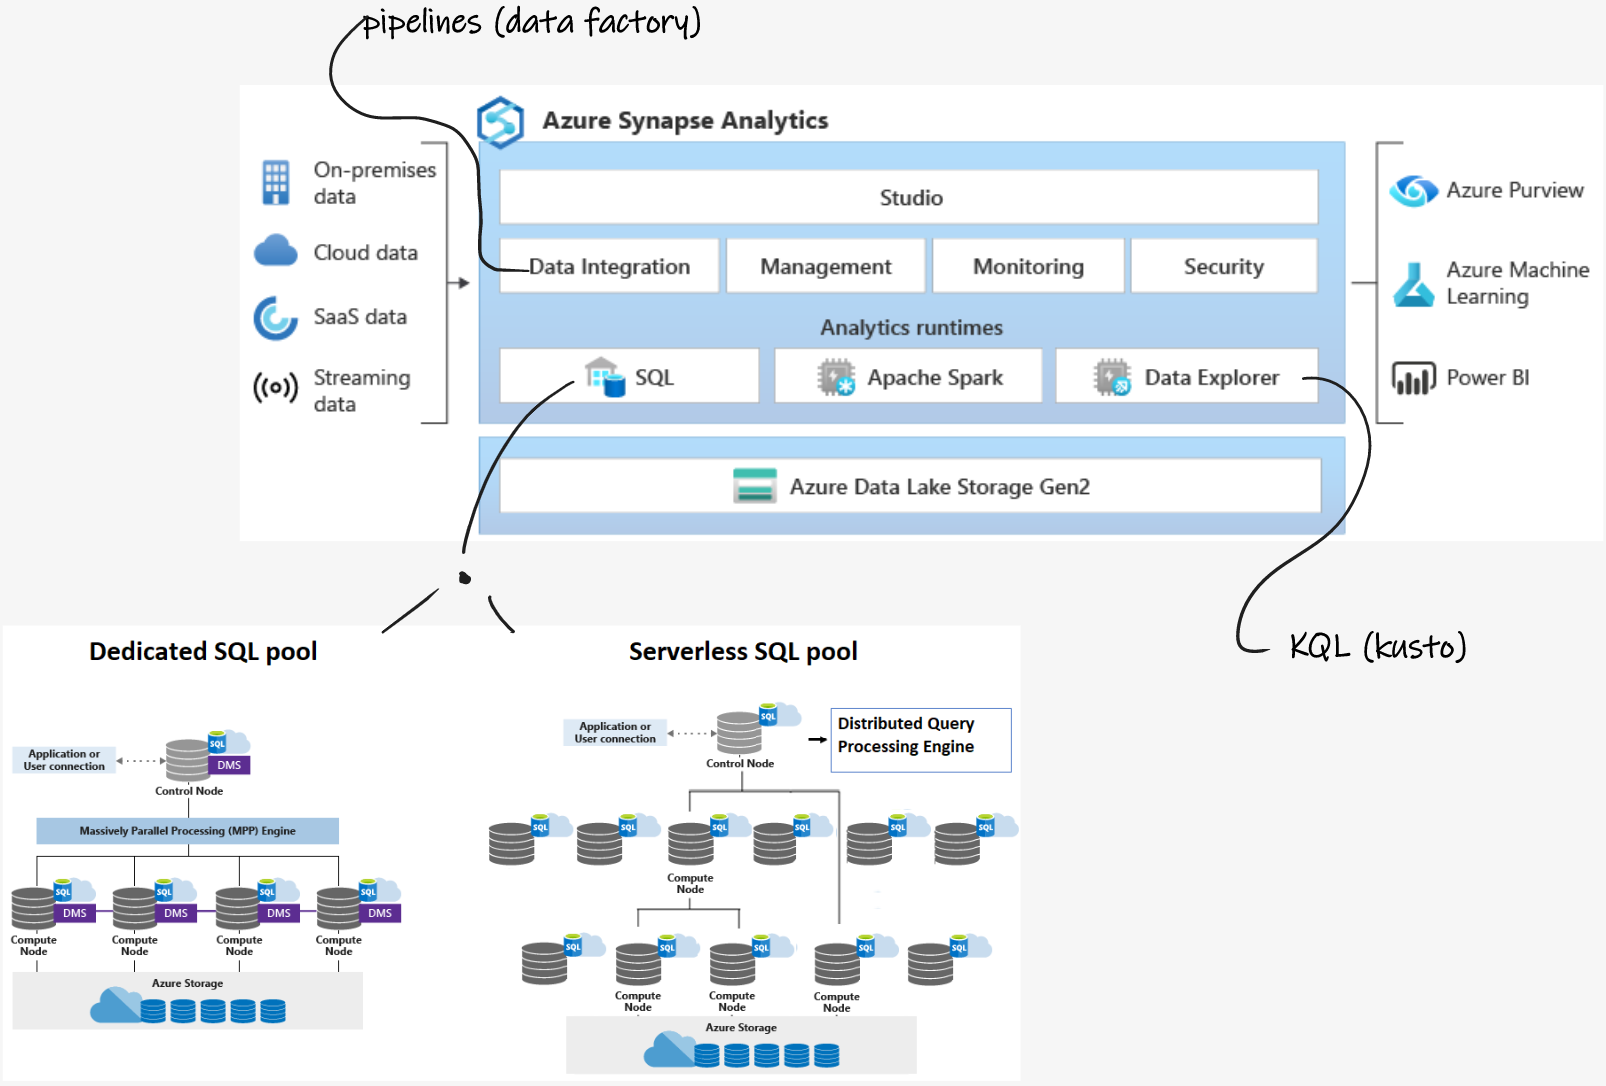 pipelines (data factory)
Azure Synapse Analytics
On-premises
data
Cloud data
SaaS data
Streaming
data
Studio
Data Integration
Management
Monitoring
Security
Analytics runtimes
SQL
Apache Spark
Data Explorer
Azure Data Lake Storage Gen2
Azure Purview
Azure Machine
Learning
Power BI
KQL (kusto)
Dedicated SQL pool
Application or
User connection
SQL
DMS
Control Node
Massively Parallel Processing (MPP) Engine
SQL
DMS
SQL
DMS
SQL
DMS
SQL
DMS
Compute
Node
Compute
Node
Compute
Node
Compute
Node
Azure Storage
Serverless SQL pool
Application or
User connection
SQL
Control Node
Distributed Query
Processing Engine
SQL
SQL
SQL
SQL
SQL
SQL
Compute
Node
SQL
SQL
SQL
SQL
SQL
Compute
Node
Compute
Node
Compute
Node
Azure Storage